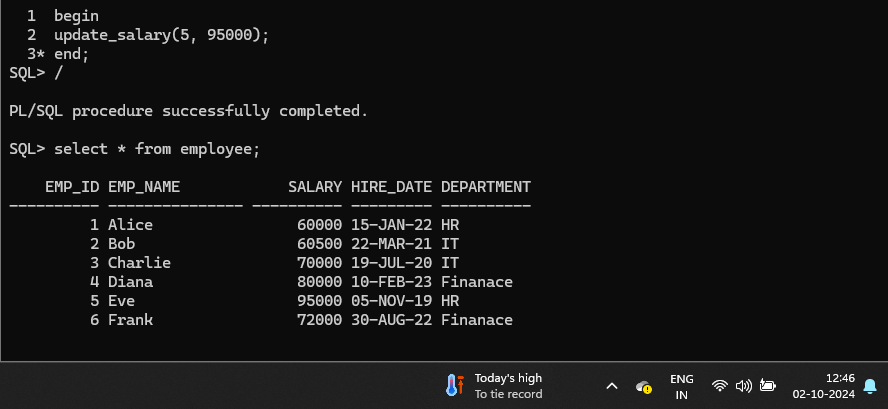 1  begin
  2  update_salary(5, 95000);
  3* end;
SQL> /
PL/SQL procedure successfully completed.
SQL> select * from employee;
    EMP_ID EMP_NAME            SALARY HIRE_DATE DEPARTMENT
---------- --------------- ---------- --------- ----------
         1 Alice                60000 15-JAN-22 HR
         2 Bob                  60500 22-MAR-21 IT
         3 Charlie              70000 19-JUL-20 IT
         4 Diana                80000 10-FEB-23 Finanace
         5 Eve                  95000 05-NOV-19 HR
         6 Frank                72000 30-AUG-22 Finanace
Today's high
To tie record
ENG
IN
12:46
02-10-2024